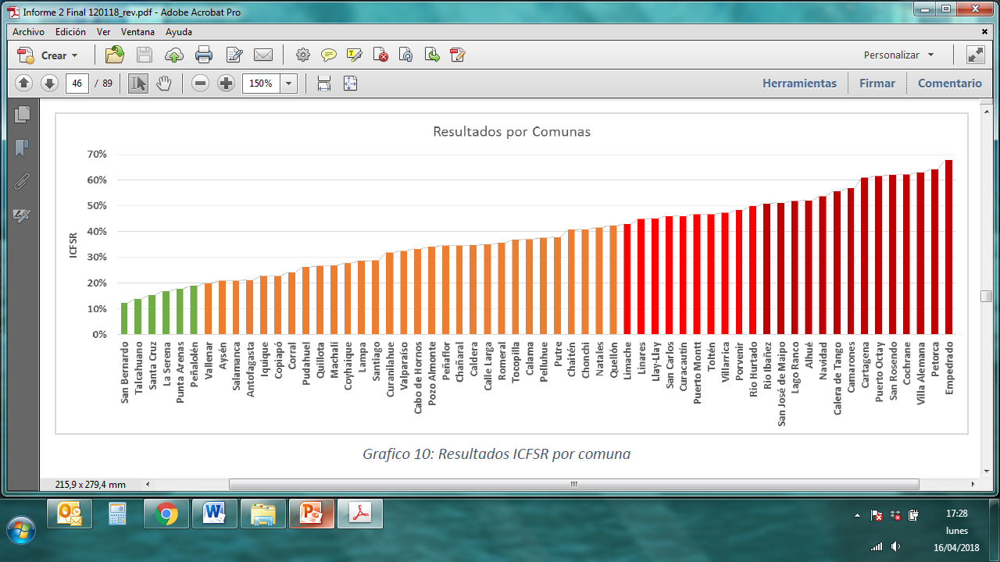 Informe 2 Final 120118_rev.pdf - Adobe Acrobat Pro
Archivo Edición Ver Ventana Ayuda
Crear Personalizar
46 / 89 150% Herramientas Firmar Comentario
Resultados por Comunas
70%
60%
50%
40%
30%
20%
10%
0%
ICFSR
San Bernardo
Talcahuano
Santa Cruz
La Serena
Punta Arenas
Peñalolén
Vallenar
Aysén
Salamanca
Antofagasta
Iquique
Copiapó
Corral
Pudahuel
Quillota
Machalí
Coyhaique
Lampa
Santiago
Curanilahue
Valparaíso
Cabo de Hornos
Pozo Almonte
Peñaflor
Chañaral
Caldera
Calle Larga
Romeral
Tocopilla
Calama
Pelluhue
Putre
Chaitén
Chonchi
Natales
Quellón
Limache
Linares
Llay-Llay
San Carlos
Curacautín
Puerto Montt
Toltén
Villarrica
Porvenir
Rio Hurtado
Rio Ibañez
San José de Maipo
Lago Ranco
Alhué
Navidad
Calera de Tango
Camarones
Cartagena
Puerto Octay
San Rosendo
Cochrane
Villa Alemana
Petorca
Empedrado
Grafico 10: Resultados ICFSR por comuna
215,9 x 279,4 mm
17:28
lunes
16/04/2018